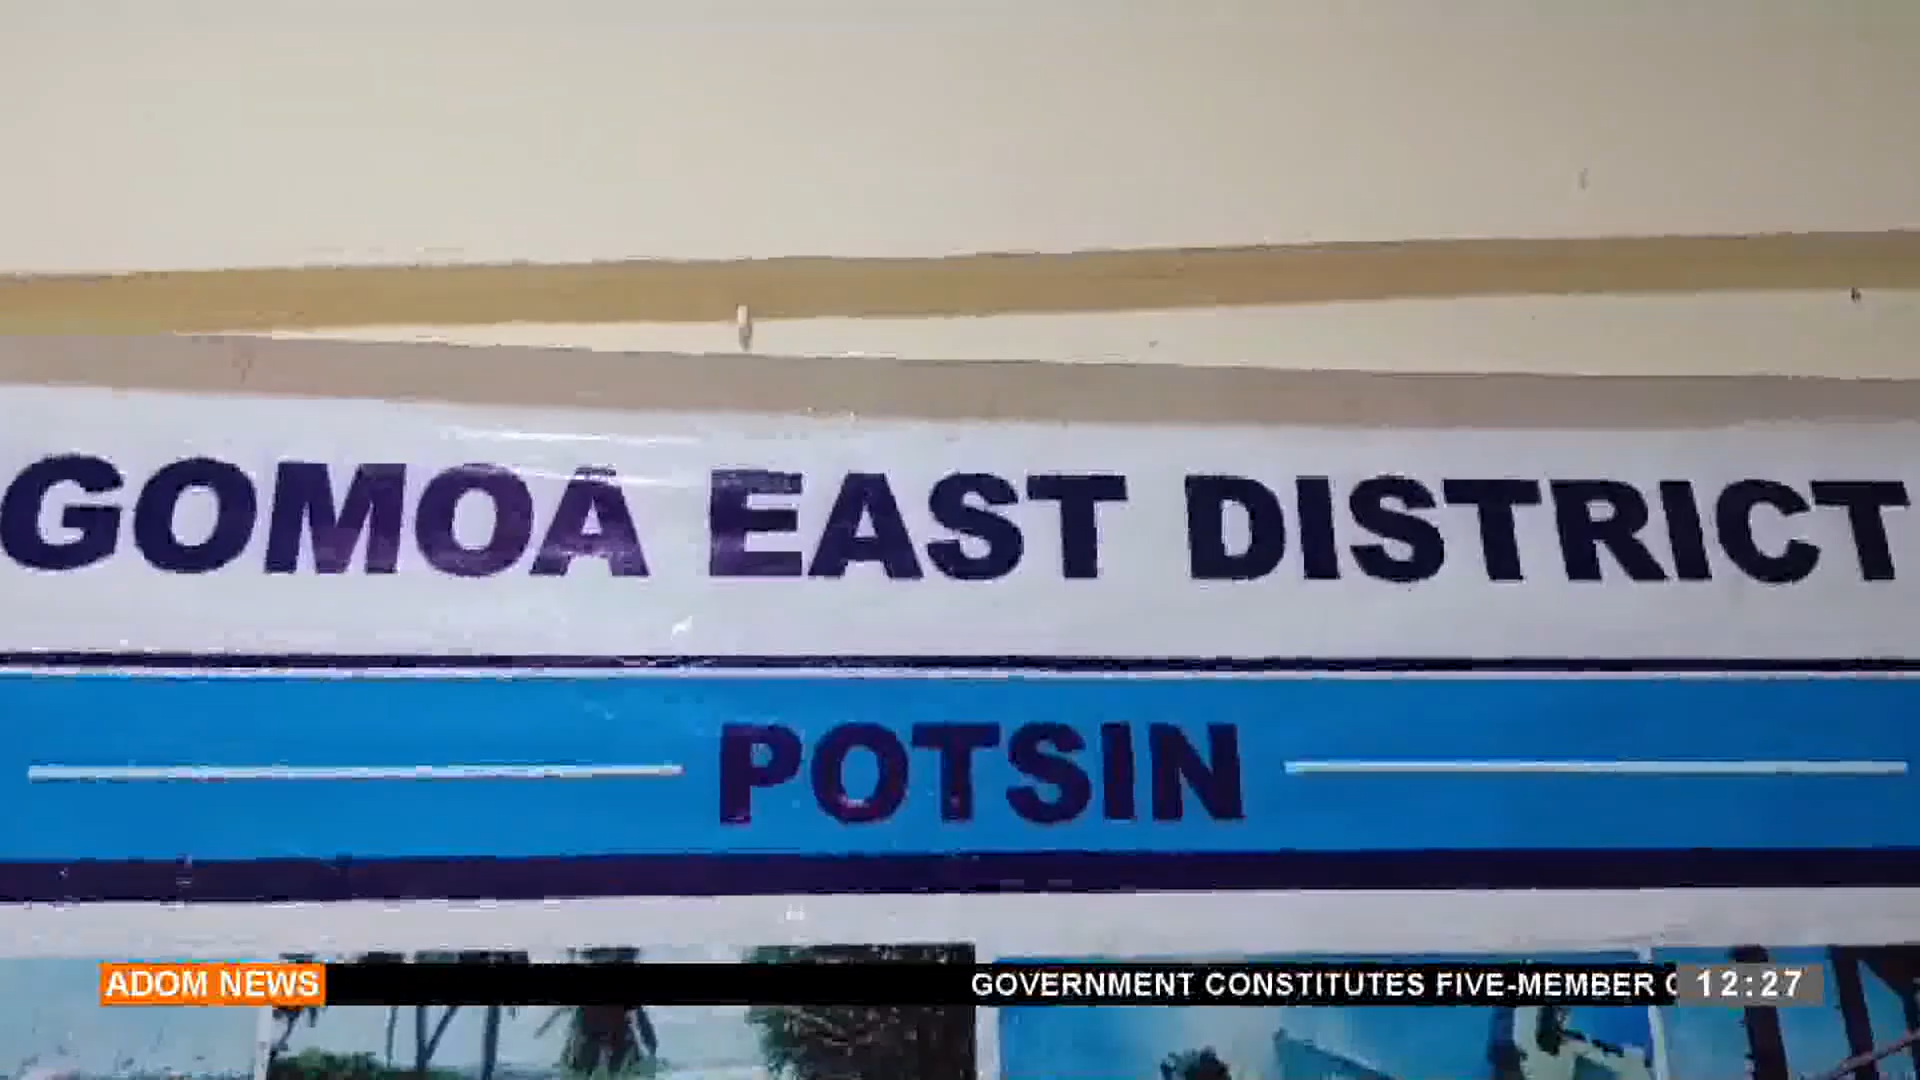 GOMOA EAST DISTRICT
POTSIN
ADOM NEWS
GOVERNMENT CONSTITUTES FIVE-MEMBER
12:27